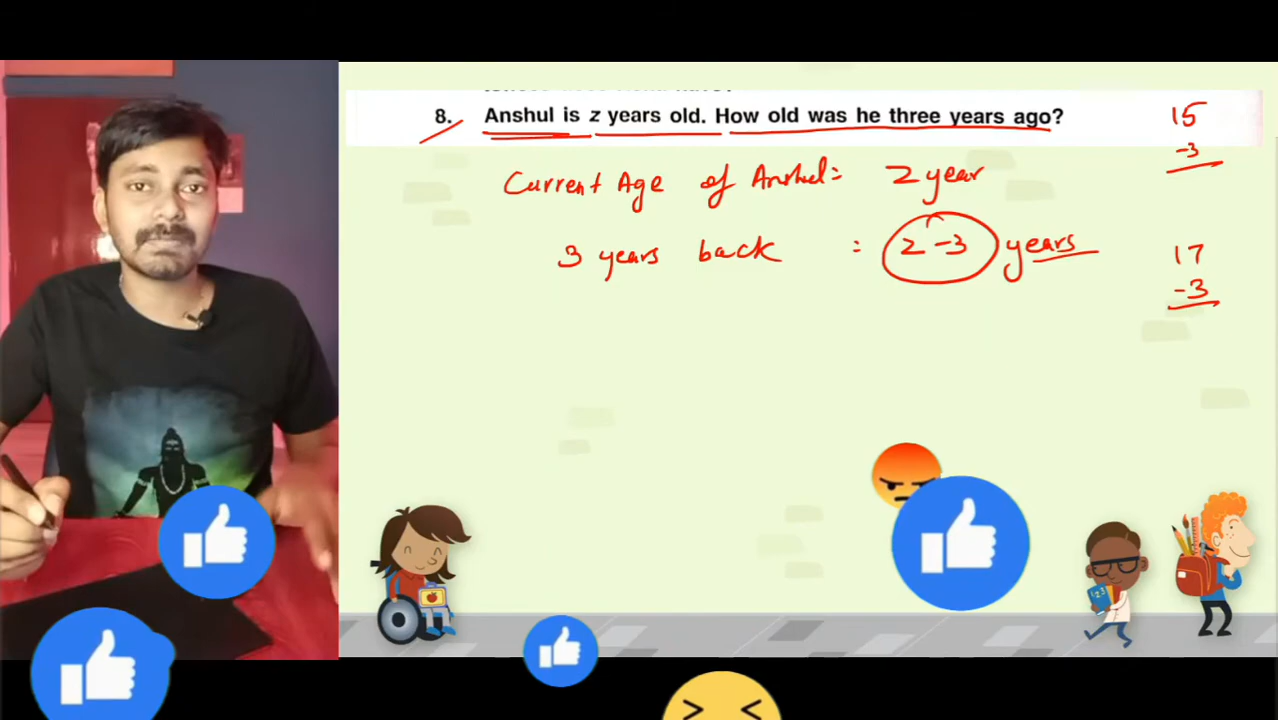 8. Anshul is z years old. How old was he three years ago?
15
-3
Current Age of Anshul = z year
3 years back = z - 3 years
17
-3